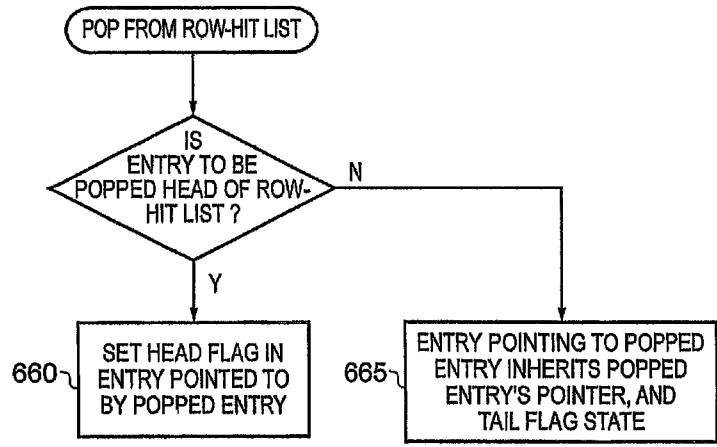 POP FROM ROW-HIT LIST
IS
ENTRY TO BE
POPPED HEAD OF ROW-
HIT LIST ?
N
Y
660
SET HEAD FLAG IN
ENTRY POINTED TO
BY POPPED ENTRY
665
ENTRY POINTING TO POPPED
ENTRY INHERITS POPPED
ENTRY'S POINTER, AND
TAIL FLAG STATE